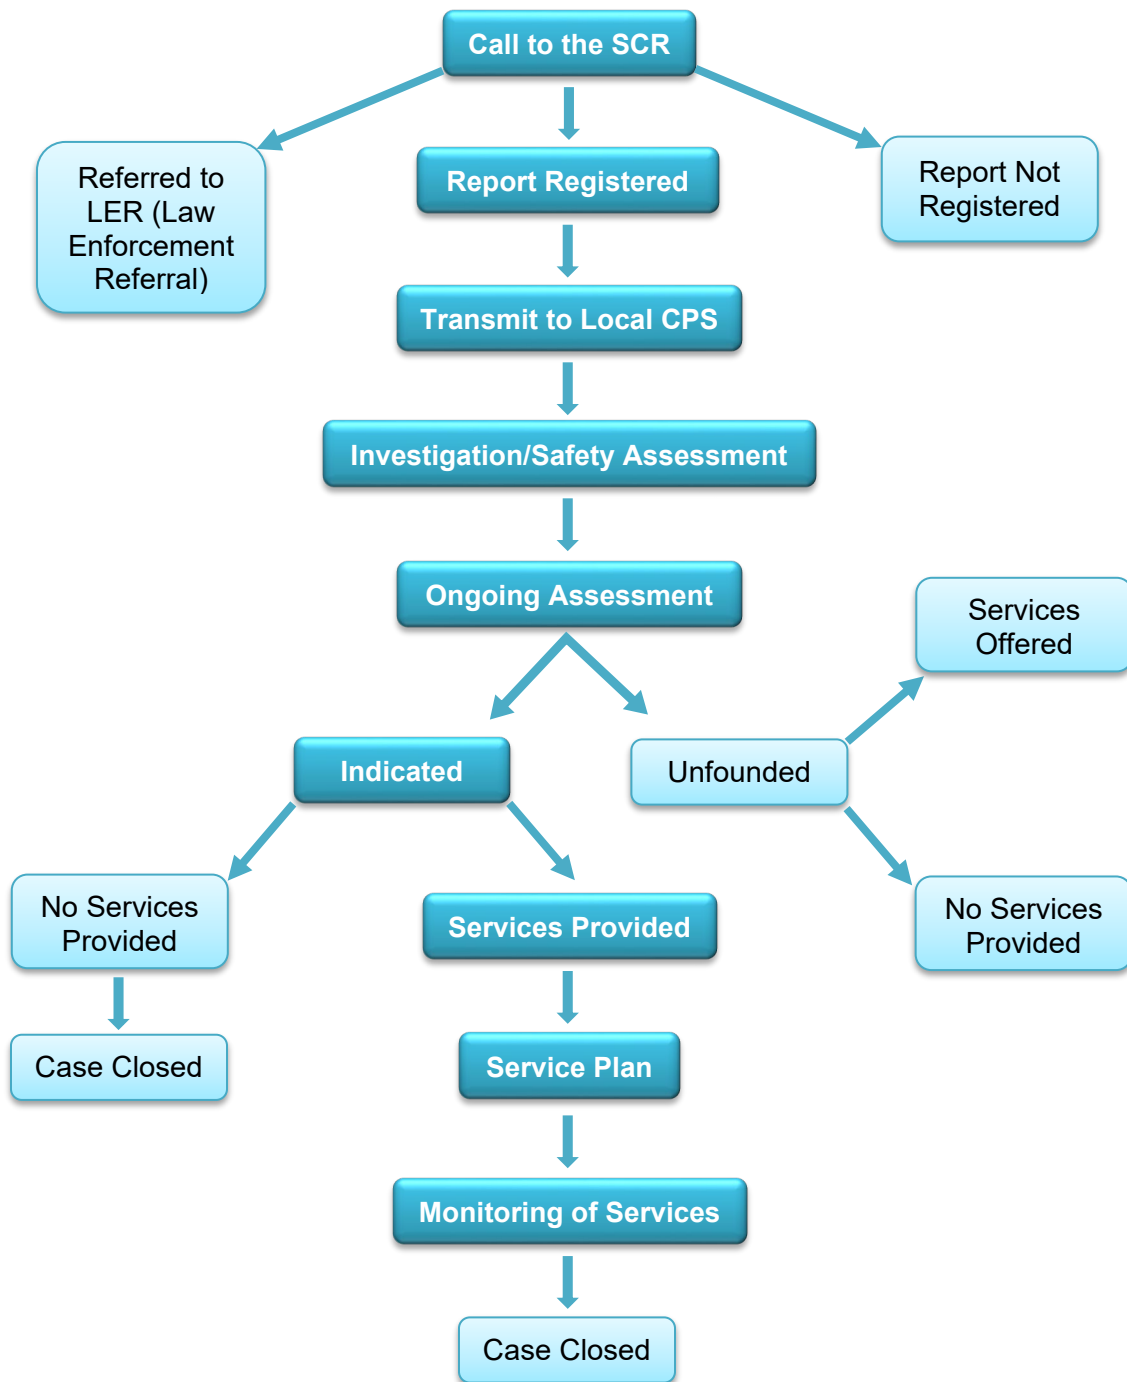 Call to the SCR
Referred to
LER (Law
Enforcement
Referral)
Report Registered
Report Not
Registered
Transmit to Local CPS
Investigation/Safety Assessment
Ongoing Assessment
Services
Offered
Indicated
Unfounded
No Services
Provided
Services Provided
No Services
Provided
Case Closed
Service Plan
Monitoring of Services
Case Closed